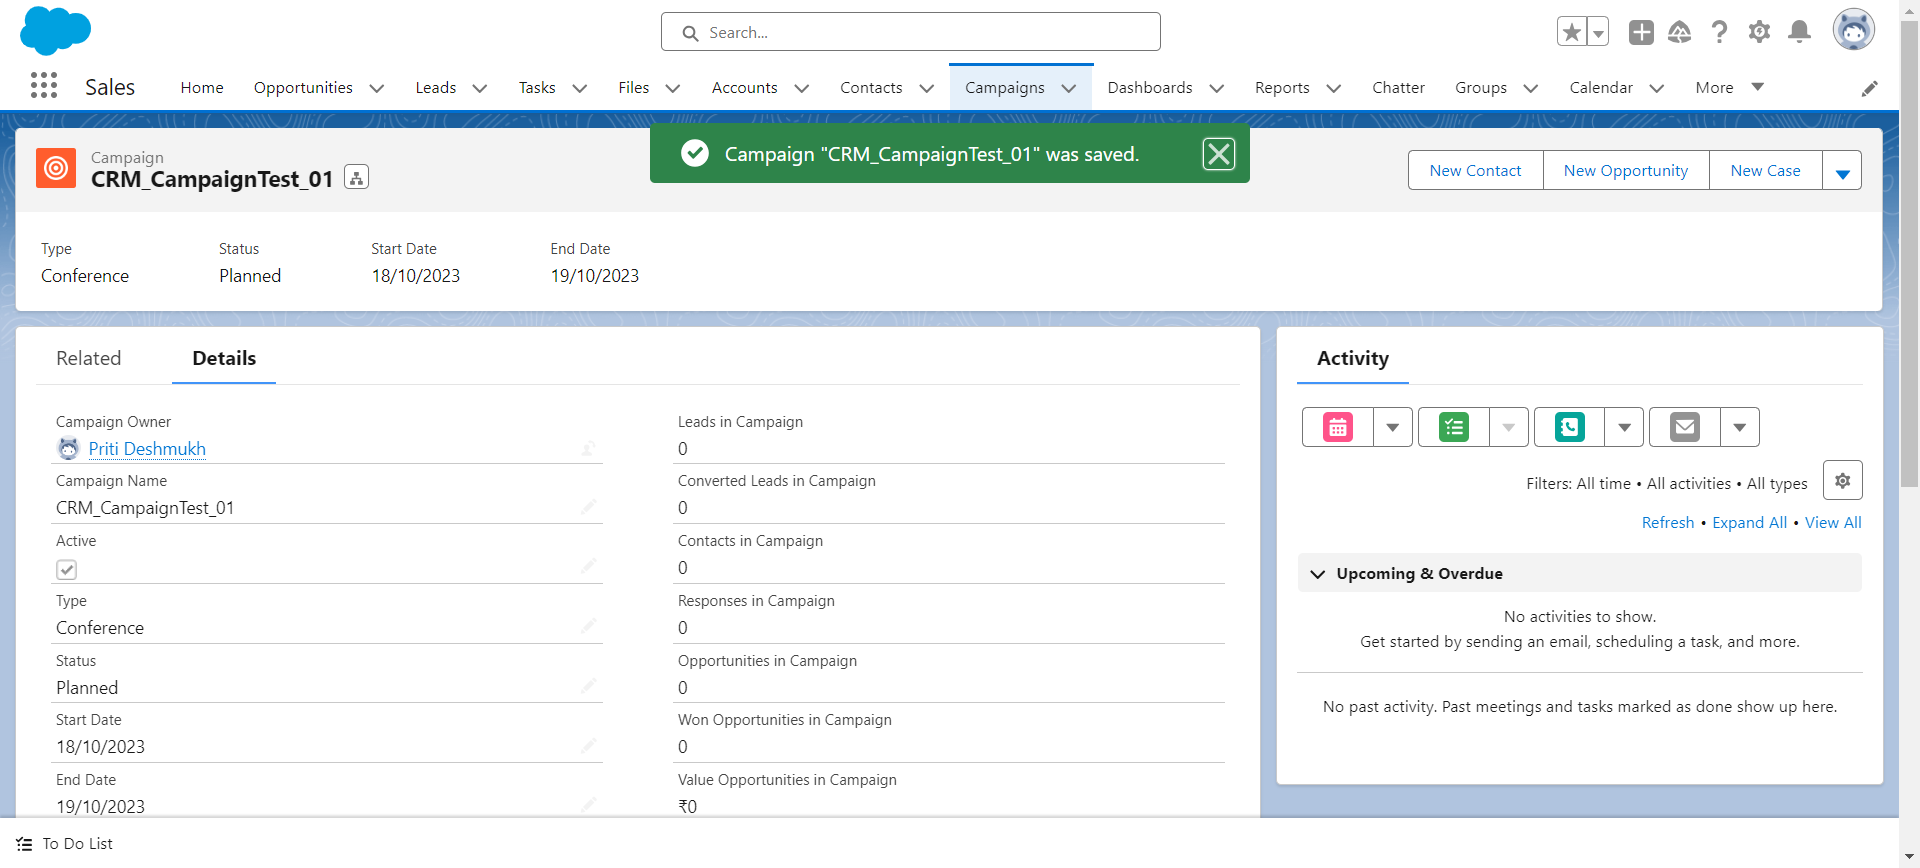 Search...
Sales
Home
Opportunities
Leads
Tasks
Files
Accounts
Contacts
Campaigns
Dashboards
Reports
Chatter
Groups
Calendar
More
Campaign "CRM_CampaignTest_01" was saved.
Campaign
CRM_CampaignTest_01
New Contact
New Opportunity
New Case
Type
Conference
Status
Planned
Start Date
18/10/2023
End Date
19/10/2023
Related
Details
Campaign Owner
Priti Deshmukh
Campaign Name
CRM_CampaignTest_01
Active
Type
Conference
Status
Planned
Start Date
18/10/2023
End Date
19/10/2023
Leads in Campaign
0
Converted Leads in Campaign
0
Contacts in Campaign
0
Responses in Campaign
0
Opportunities in Campaign
0
Won Opportunities in Campaign
0
Value Opportunities in Campaign
₹0
Activity
Filters: All time • All activities • All types
Refresh • Expand All • View All
Upcoming & Overdue
No activities to show.
Get started by sending an email, scheduling a task, and more.
No past activity. Past meetings and tasks marked as done show up here.
To Do List